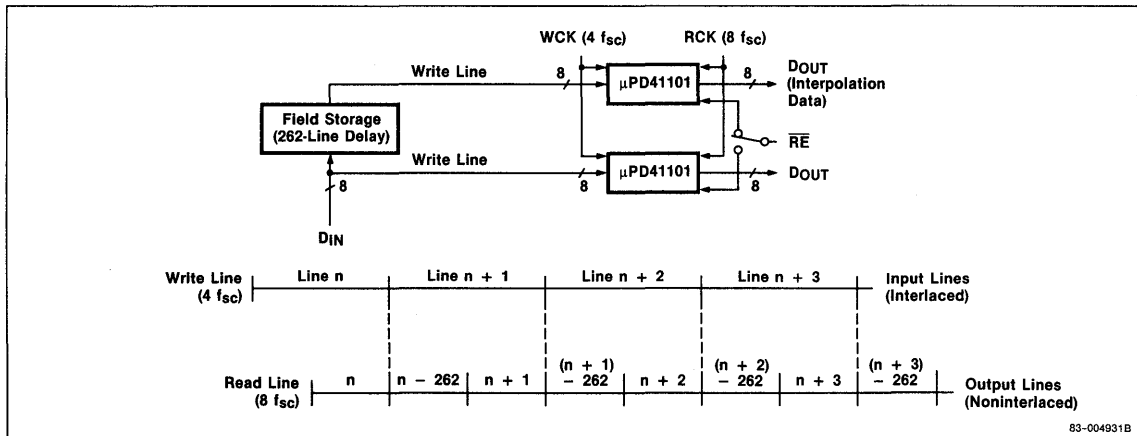 WCK (4 fSC) RCK (8 fSC)
Write Line 8 μPD41101 8 DOUT
(Interpolation
Data)
Field Storage
(262-Line Delay)
RE
Write Line
8 8 μPD41101 8 DOUT
DIN
Write Line
(4 fSC)
Line n Line n + 1 Line n + 2 Line n + 3
Input Lines
(Interlaced)
Read Line
(8 fSC)
n n - 262 n + 1 (n + 1)
- 262 n + 2 (n + 2)
- 262 n + 3 (n + 3)
- 262
Output Lines
(Noninterlaced)
83-004931B